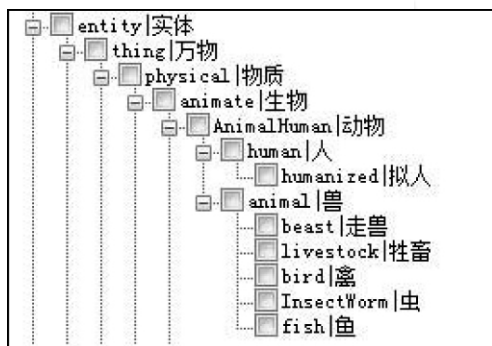 entity|实体
thing|万物
physical|物质
animate|生物
AnimalHuman|动物
human|人
humanized|拟人
animal|兽
beast|走兽
livestock|牲畜
bird|禽
InsectWorm|虫
fish|鱼